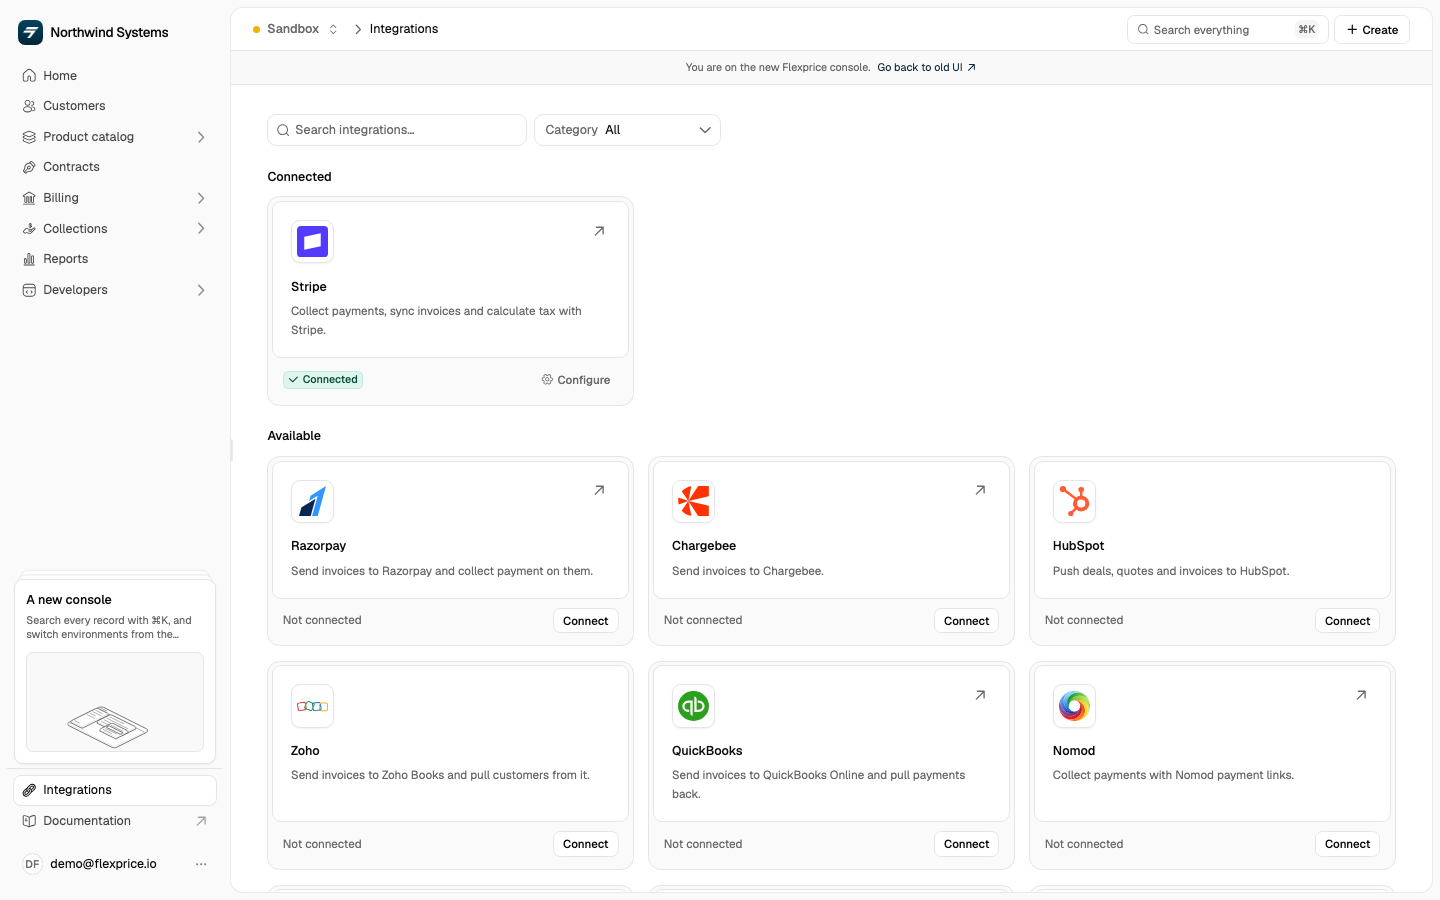 Northwind Systems
Home
Customers
Product catalog
Contracts
Billing
Collections
Reports
Developers
A new console
Search every record with ⌘K, and
switch environments from the...
Integrations
Documentation
DF demo@flexprice.io
Sandbox Integrations
Search everything ⌘K
Create
You are on the new Flexprice console. Go back to old UI
Search integrations...
Category All
Connected
Stripe
Collect payments, sync invoices and calculate tax with
Stripe.
Connected Configure
Available
Razorpay
Send invoices to Razorpay and collect payment on them.
Not connected Connect
Chargebee
Send invoices to Chargebee.
Not connected Connect
HubSpot
Push deals, quotes and invoices to HubSpot.
Not connected Connect
Zoho
Send invoices to Zoho Books and pull customers from it.
Not connected Connect
qb
QuickBooks
Send invoices to QuickBooks Online and pull payments
back.
Not connected Connect
Nomod
Collect payments with Nomod payment links.
Not connected Connect